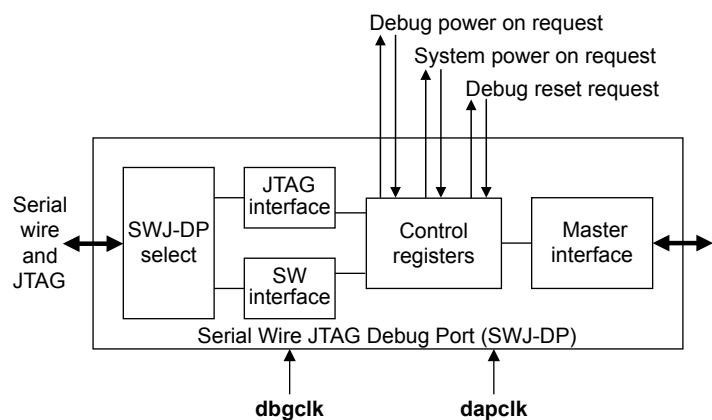 Debug power on request
System power on request
Debug reset request
Serial
wire
and
JTAG
SWJ-DP
select
JTAG
interface
SW
interface
Control
registers
Master
interface
Serial Wire JTAG Debug Port (SWJ-DP)
dbgclk
dapclk